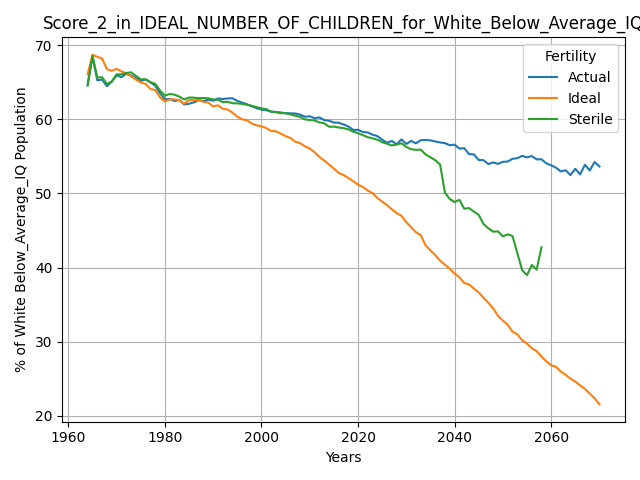 Score_2_in_IDEAL_NUMBER_OF_CHILDREN_for_White_Below_Average_IQ
Fertility
Actual
Ideal
Sterile
% of White Below_Average_IQ Population
70
60
50
40
30
20
1960
1980
2000
2020
2040
2060
Years